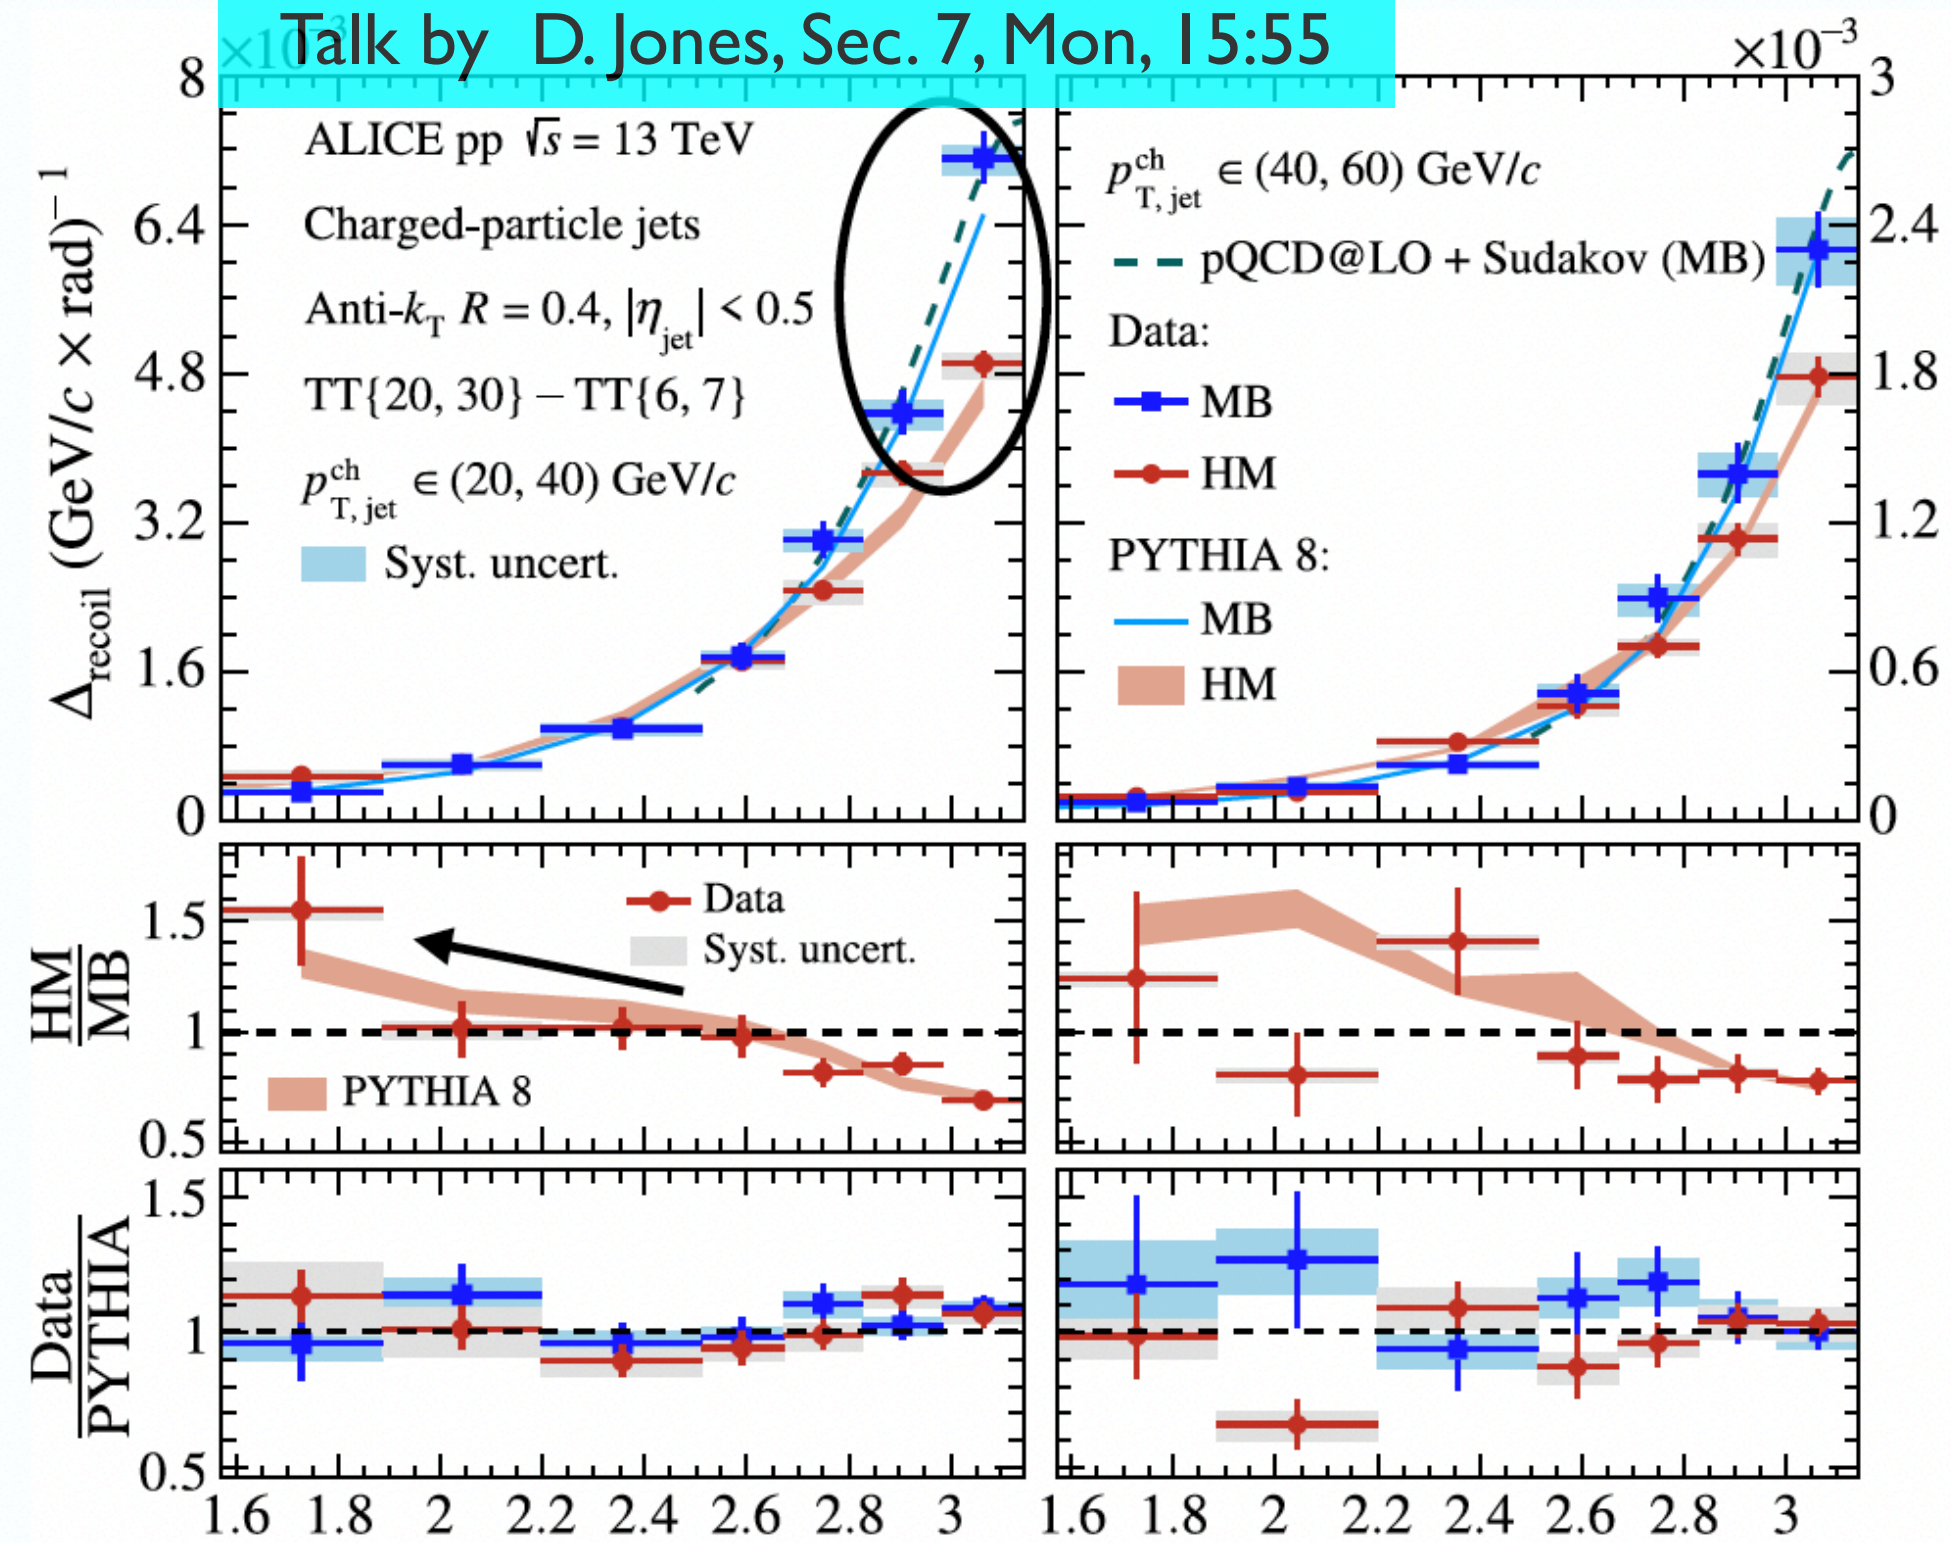 Talk by D. Jones, Sec. 7, Mon, 15:55
×10⁻³
×10⁻³
8
6.4
4.8
3.2
1.6
0
Δrecoil (GeV/c × rad)⁻¹
ALICE pp √s = 13 TeV
Charged-particle jets
Anti-kT R = 0.4, |ηjet| < 0.5
TT{20, 30} – TT{6, 7}
p^ch_T, jet ∈ (20, 40) GeV/c
Syst. uncert.
p^ch_T, jet ∈ (40, 60) GeV/c
pQCD@LO + Sudakov (MB)
Data:
MB
HM
PYTHIA 8:
MB
HM
3
2.4
1.8
1.2
0.6
0
HM
MB
1.5
1
0.5
Data
Syst. uncert.
PYTHIA 8
Data
PYTHIA
1.5
1
0.5
1.6 1.8 2 2.2 2.4 2.6 2.8 3
1.6 1.8 2 2.2 2.4 2.6 2.8 3